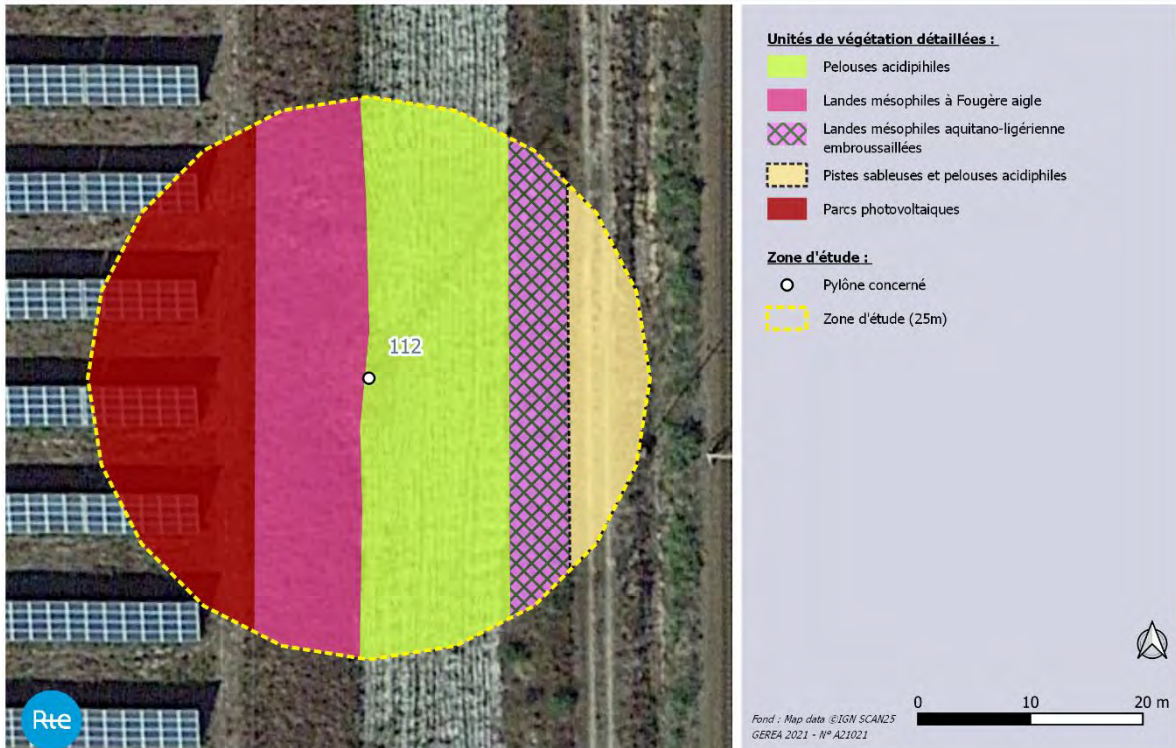 112
Rte
Unités de végétation détaillées :
Pelouses acidipihiles
Landes mésophiles à Fougère aigle
Landes mésophiles aquitano-ligérienne
embroussaillées
Pistes sableuses et pelouses acidiphiles
Parcs photovoltaiques
Zone d'étude :
Pylône concerné
Zone d'étude (25m)
0 10 20 m
Fond : Map data ©IGN SCAN25
GEREA 2021 - N° A21021